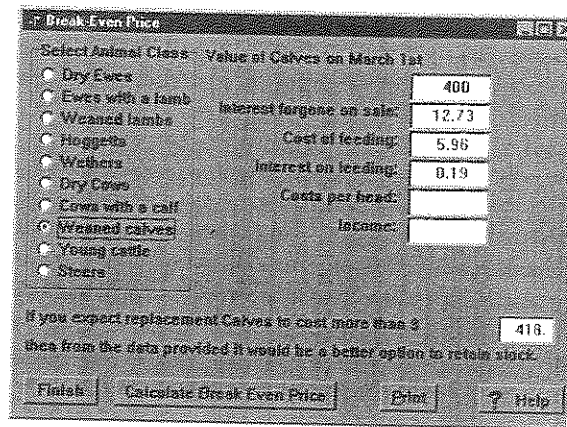 Break-Even Price
Select Animal Class
Dry Ewes
Ewes with a lamb
Weaned lambs
Hoggets
Wethers
Dry Cows
Cows with a calf
Weaned calves
Young cattle
Steers
Value of Calves on March 1st
400
Interest forgone on sale: 12.73
Cost of feeding: 5.96
Interest on feeding: 0.19
Costs per head:
Income:
If you expect replacement Calves to cost more than $ 418.
then from the data provided it would be a better option to retain stock.
Finish Calculate Break Even Price Print ? Help